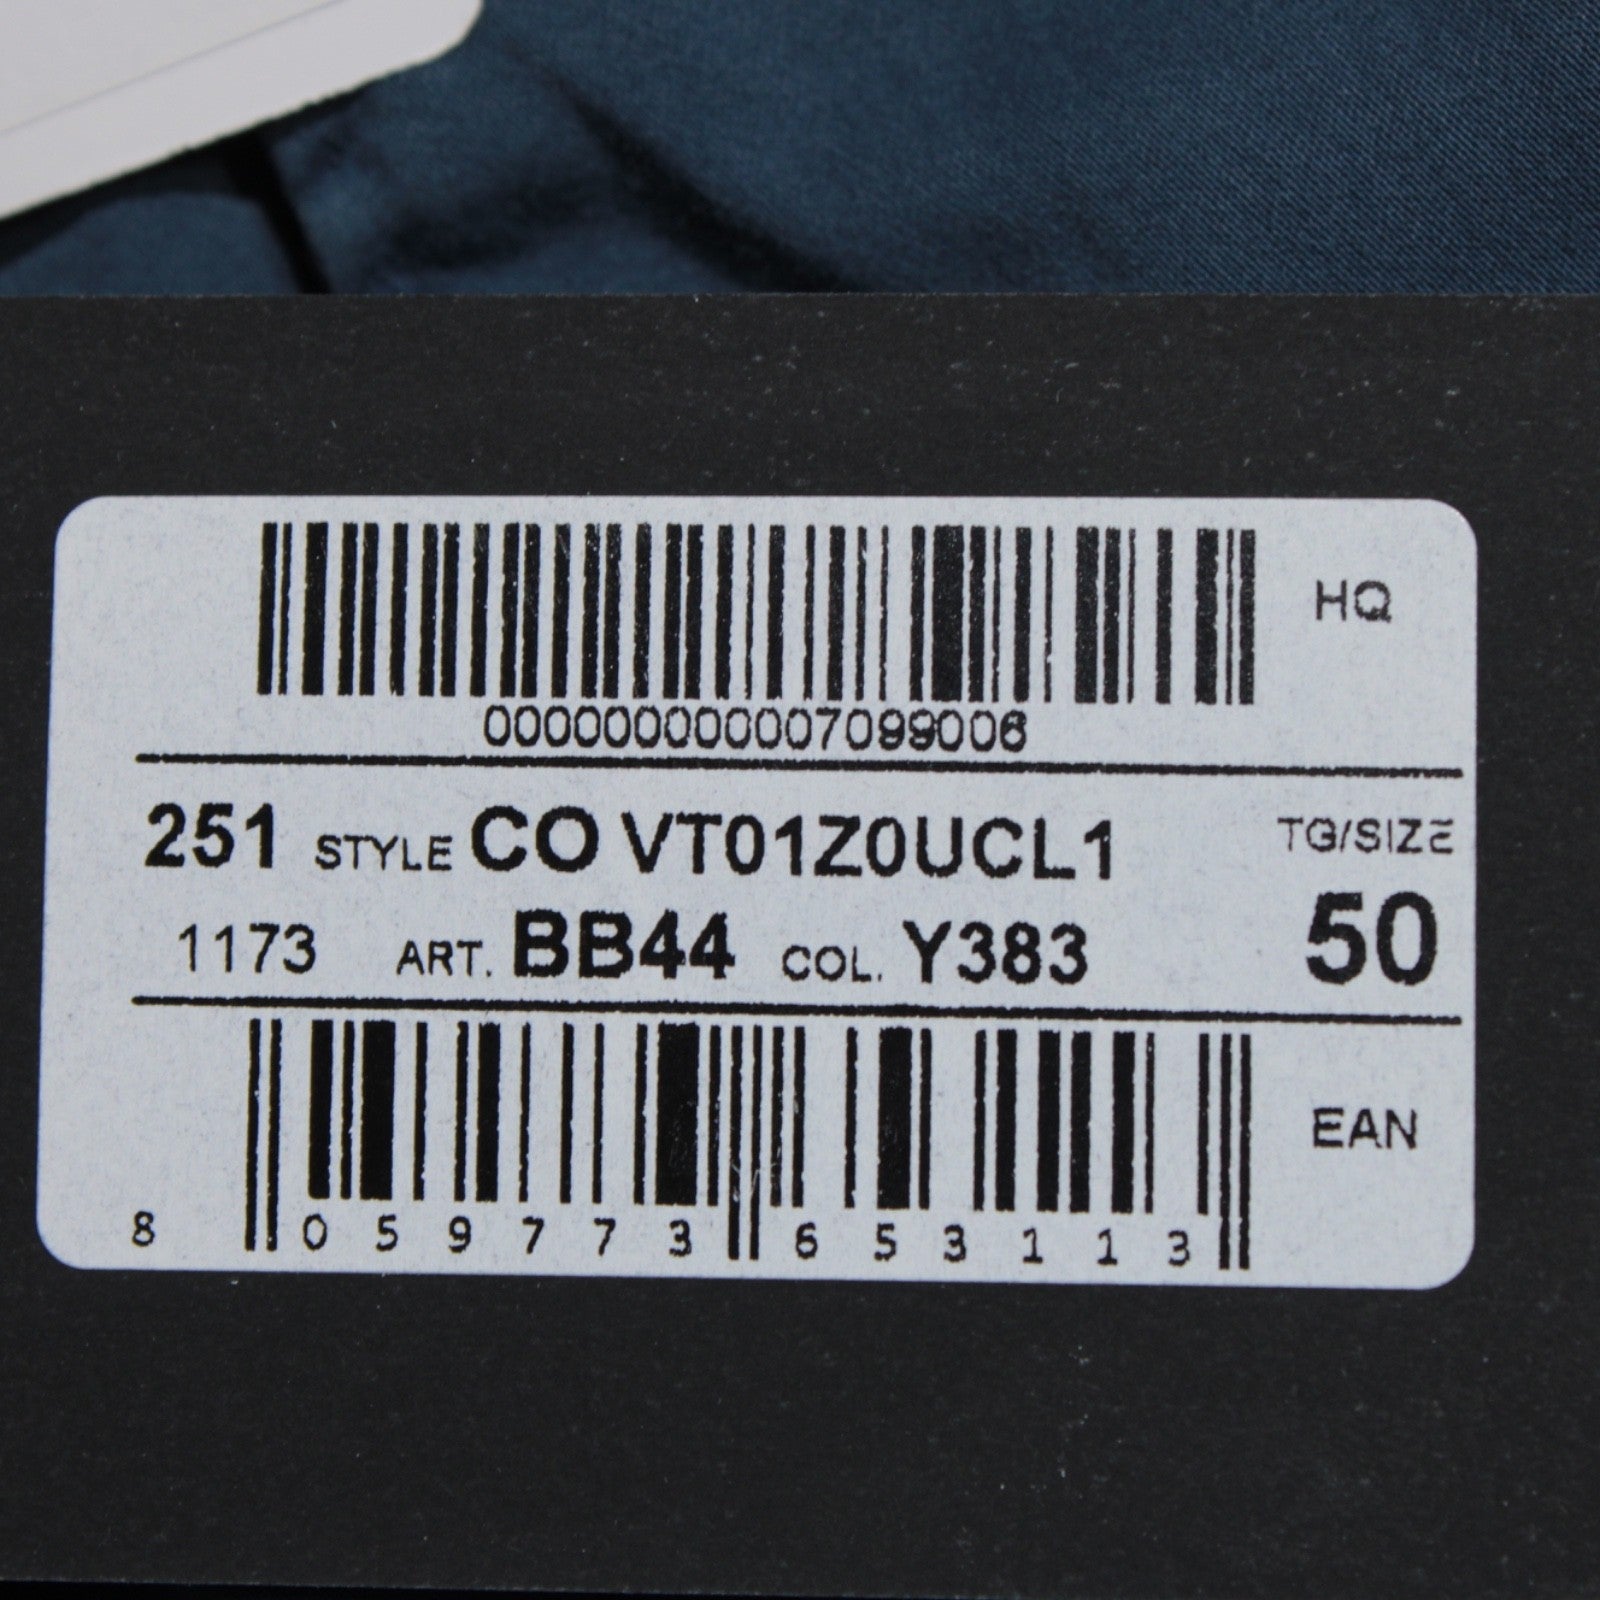 HQ
000000000007099006
251 STYLE CO VT01Z0UCL1 TG/SIZE
1173 ART. BB44 COL. Y383 50
EAN
8 059773 653113